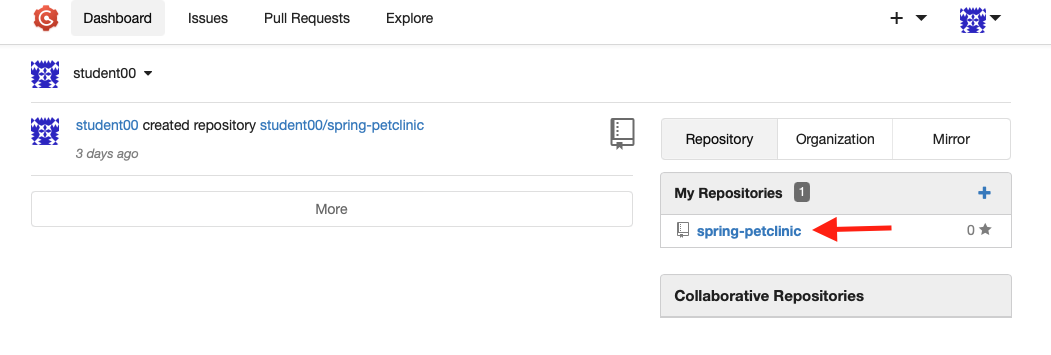 Dashboard Issues Pull Requests Explore
student00
student00 created repository student00/spring-petclinic
3 days ago
More
Repository Organization Mirror
My Repositories 1
spring-petclinic 0
Collaborative Repositories